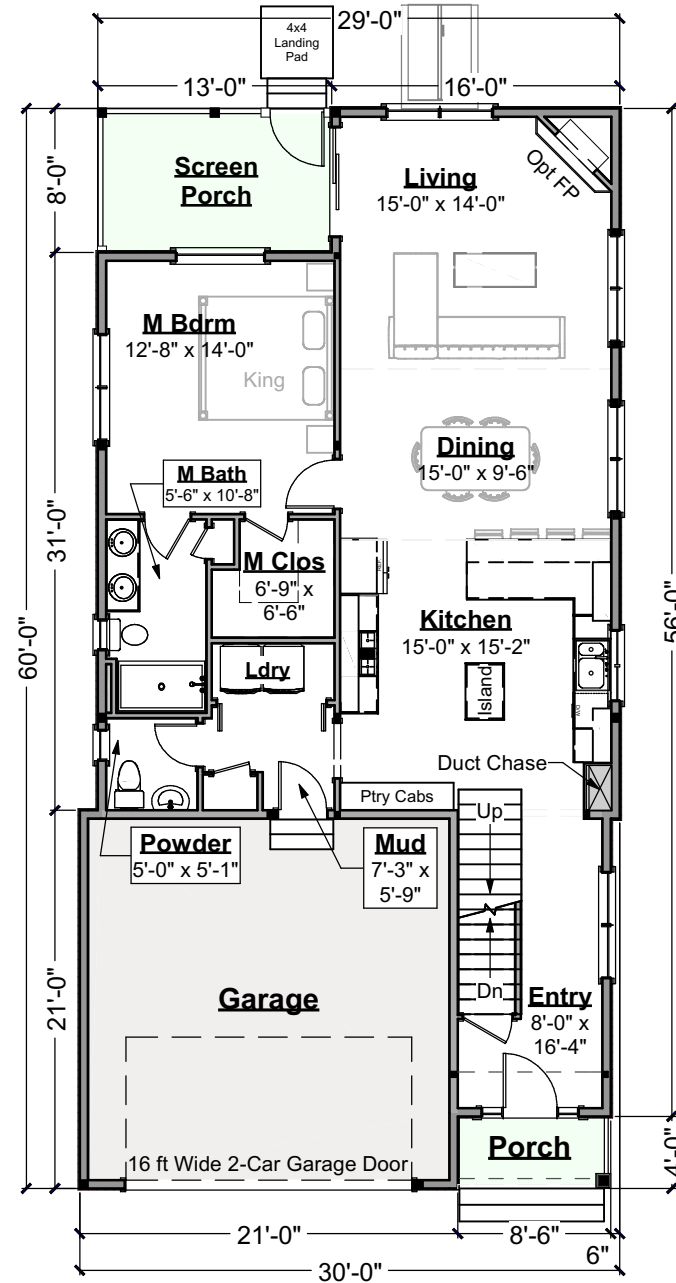 4x4
Landing
Pad
29'-0"
13'-0"
16'-0"
8'-0"
Screen
Porch
Living
15'-0" x 14'-0"
Opt FP
M Bdrm
12'-8" x 14'-0"
King
M Bath
5'-6" x 10'-8"
Dining
15'-0" x 9'-6"
31'-0"
60'-0"
56'-0"
M Clos
6'-9" x
6'-6"
Kitchen
15'-0" x 15'-2"
Ldry
Island
Duct Chase
Ptry Cabs
Up
Powder
5'-0" x 5'-1"
Mud
7'-3" x
5'-9"
21'-0"
Garage
Dn
Entry
8'-0" x
16'-4"
16 ft Wide 2-Car Garage Door
Porch
4'-0"
21'-0"
8'-6"
6"
30'-0"